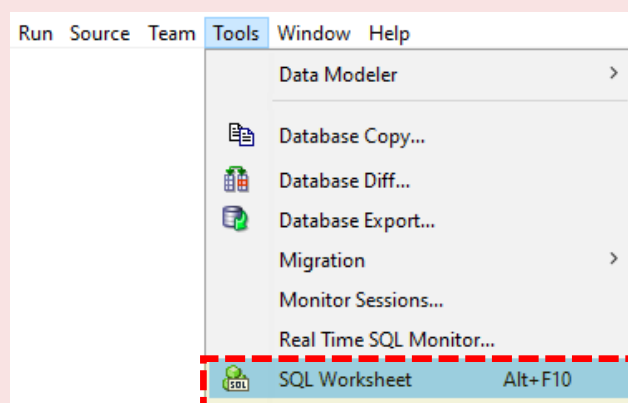 Run Source Team Tools Window Help
Data Modeler
Database Copy...
Database Diff...
Database Export...
Migration
Monitor Sessions...
Real Time SQL Monitor...
SQL SQL Worksheet Alt+F10